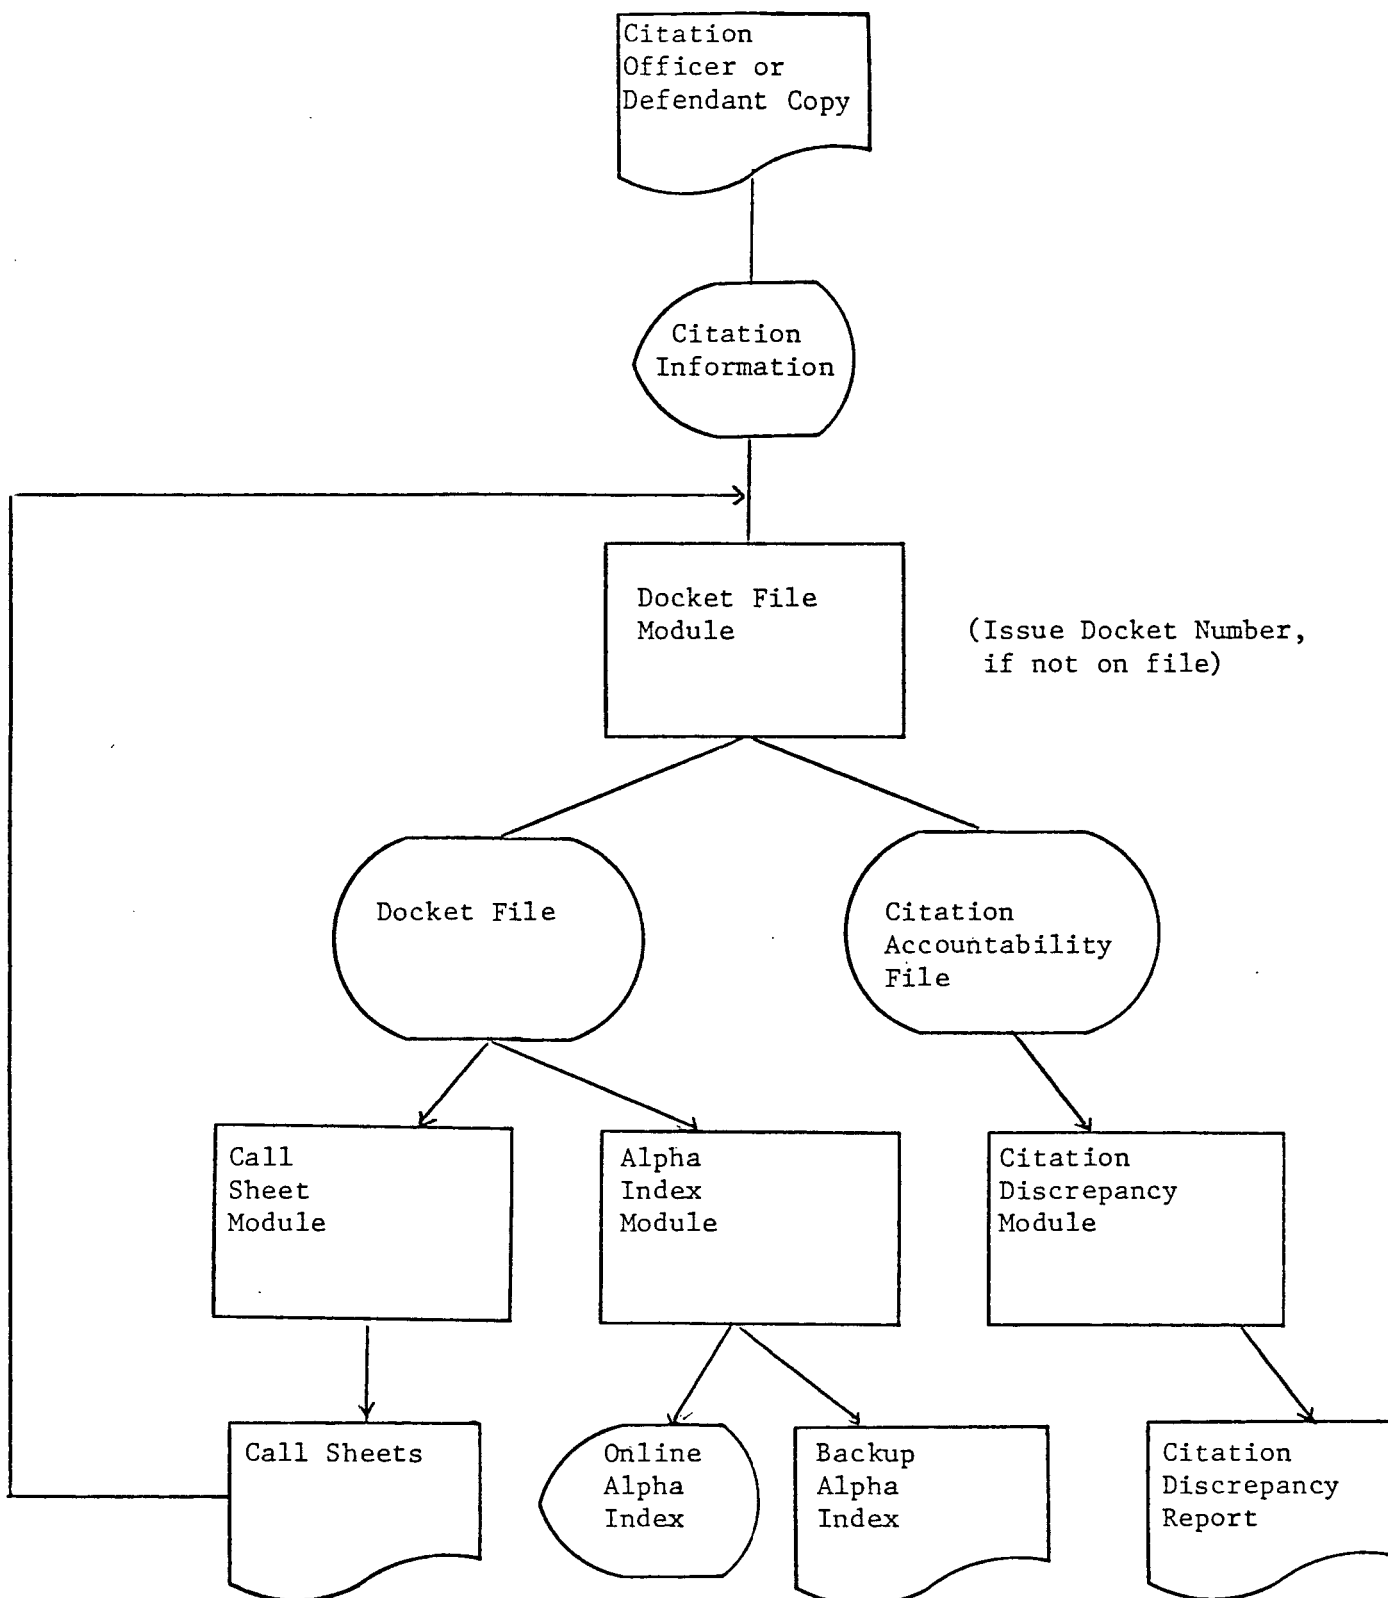 Citation
Officer or
Defendant Copy
Citation
Information
Docket File
Module
(Issue Docket Number,
if not on file)
Docket File
Citation
Accountability
File
Call
Sheet
Module
Alpha
Index
Module
Citation
Discrepancy
Module
Call Sheets
Online
Alpha
Index
Backup
Alpha
Index
Citation
Discrepancy
Report